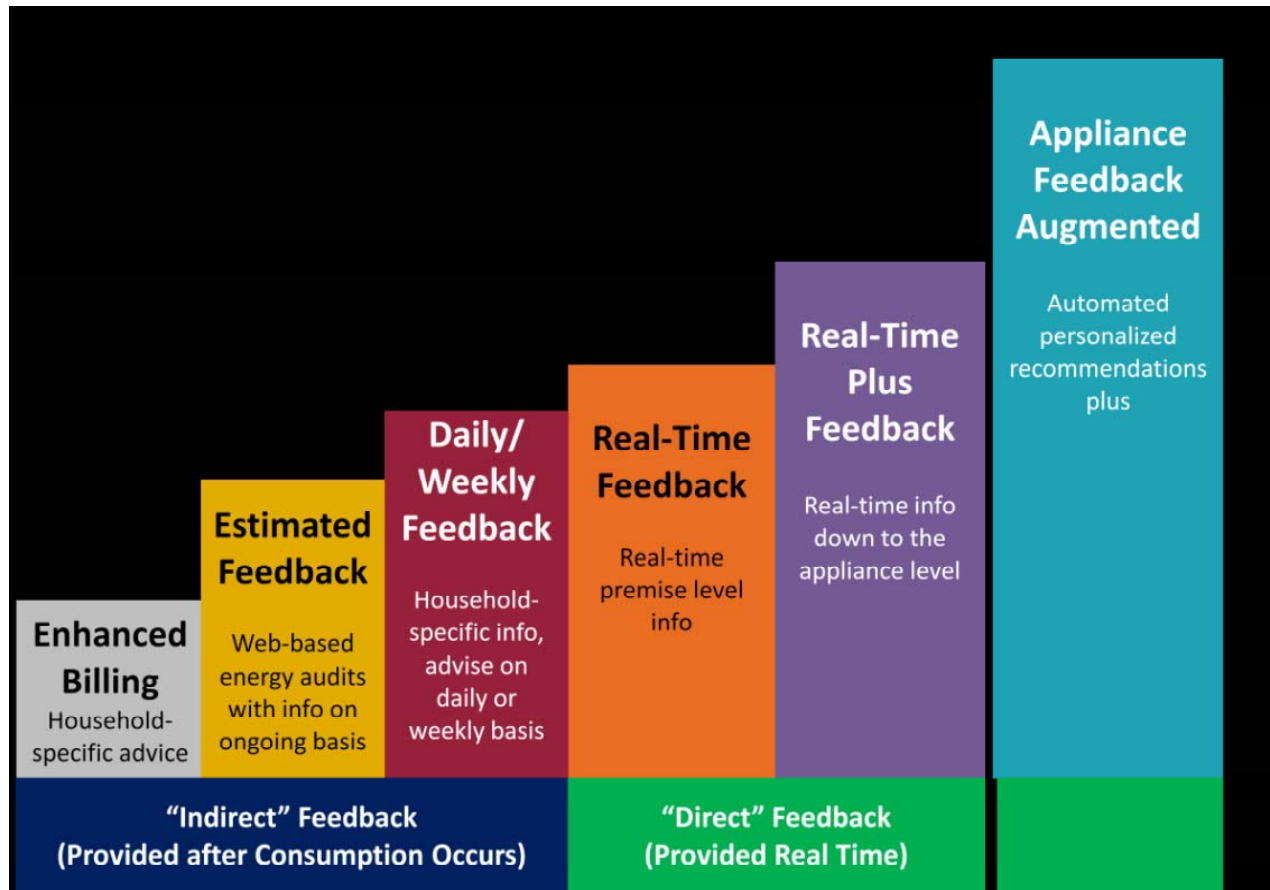 Enhanced
Billing
Household-
specific advice
Estimated
Feedback
Web-based
energy audits
with info on
ongoing basis
Daily/
Weekly
Feedback
Household-
specific info,
advise on
daily or
weekly basis
Real-Time
Feedback
Real-time
premise level
info
Real-Time
Plus
Feedback
Real-time info
down to the
appliance level
Appliance
Feedback
Augmented
Automated
personalized
recommendations
plus
“Indirect” Feedback
(Provided after Consumption Occurs)
“Direct” Feedback
(Provided Real Time)